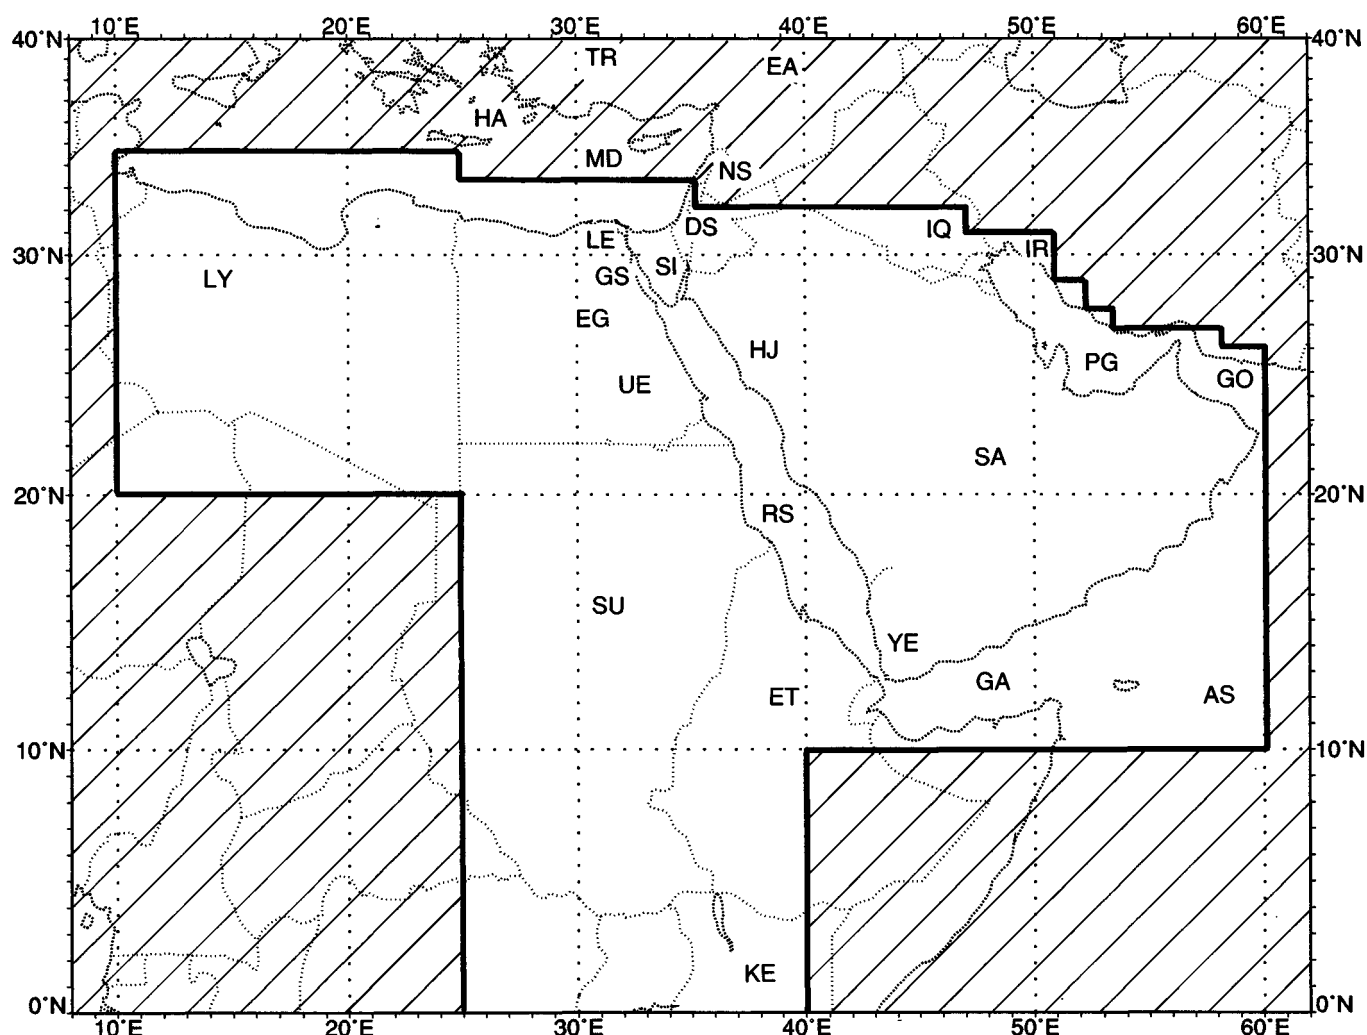 10°E 20°E 30°E 40°E 50°E 60°E
40°N 40°N
TR EA
HA
MD NS
DS IQ
LE IR
30°N 30°N
GS SI
LY
EG
HJ PG
UE GO
SA
20°N 20°N
RS
SU
YE
GA
ET AS
10°N 10°N
KE
0°N 0°N
10°E 20°E 30°E 40°E 50°E 60°E